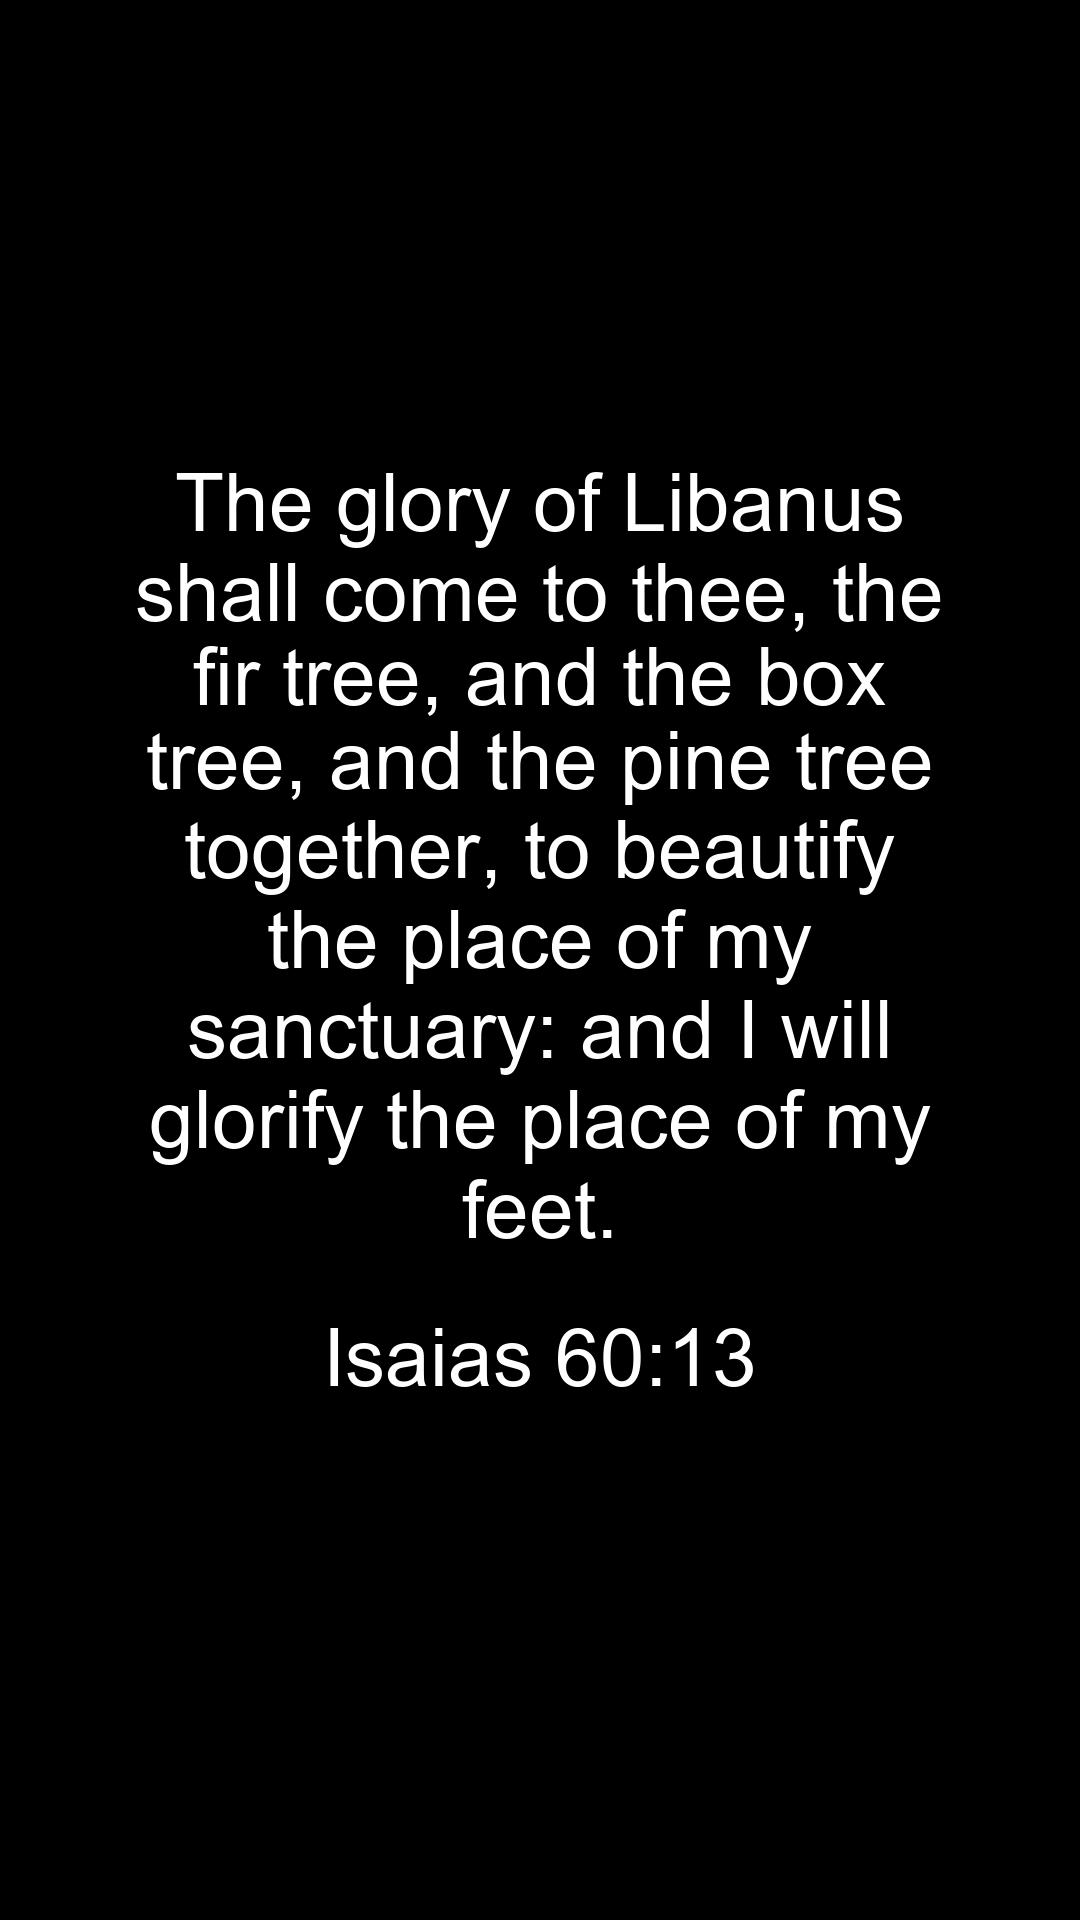 The glory of Libanus
shall come to thee, the
fir tree, and the box
tree, and the pine tree
together, to beautify
the place of my
sanctuary: and I will
glorify the place of my
feet.
Isaias 60:13